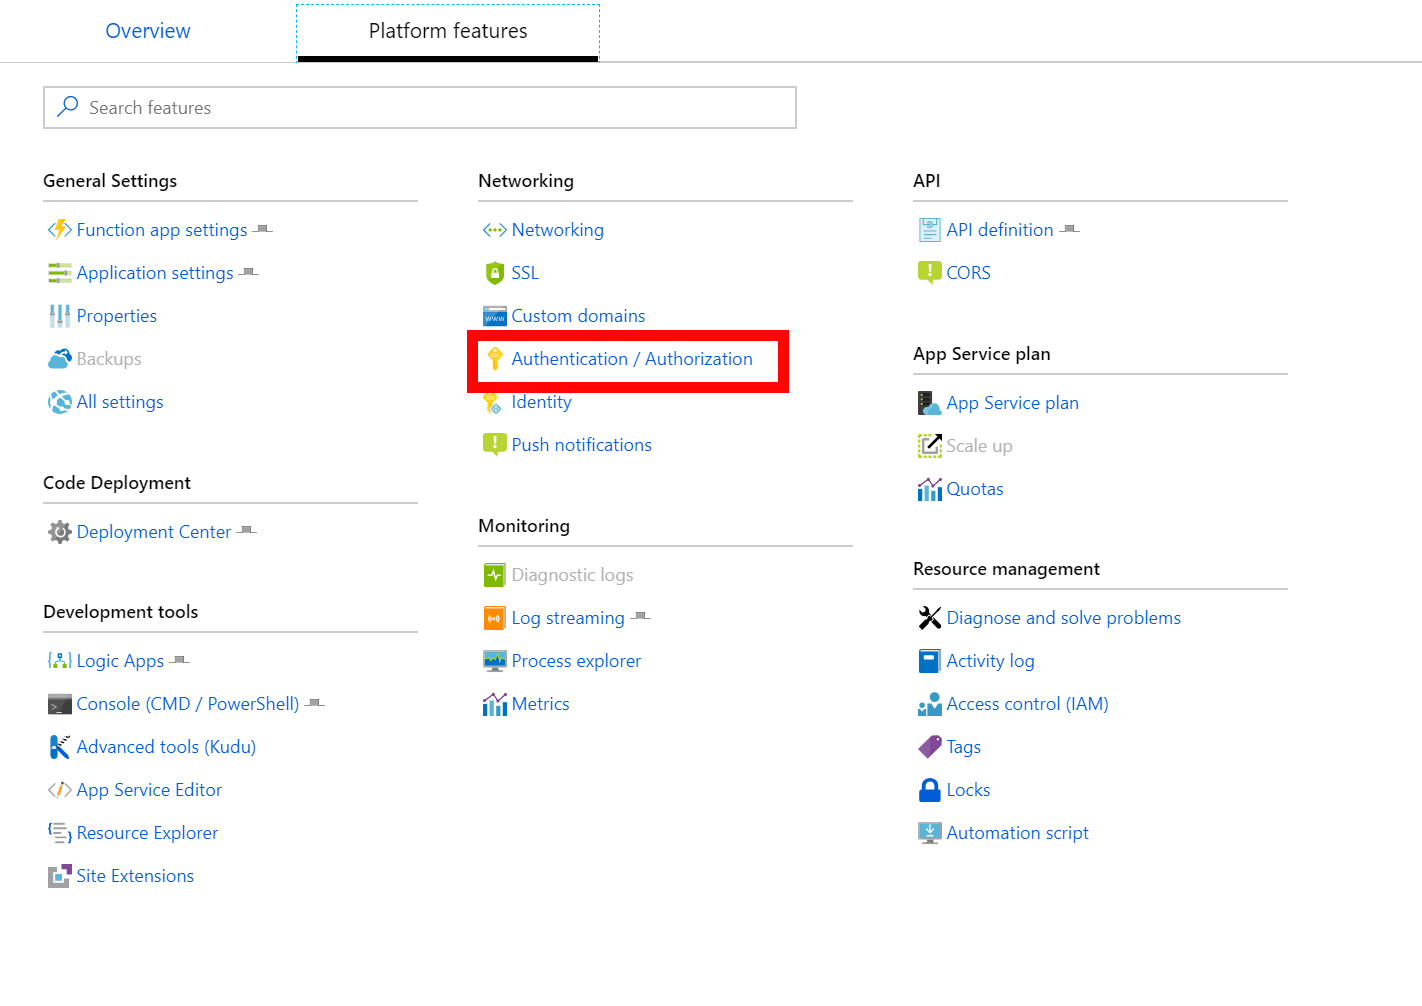 Overview
Platform features
Search features
General Settings
Function app settings
Application settings
Properties
Backups
All settings
Code Deployment
Deployment Center
Development tools
Logic Apps
Console (CMD / PowerShell)
Advanced tools (Kudu)
App Service Editor
Resource Explorer
Site Extensions
Networking
Networking
SSL
www
Custom domains
Authentication / Authorization
Identity
Push notifications
Monitoring
Diagnostic logs
Log streaming
Process explorer
Metrics
API
API definition
CORS
App Service plan
App Service plan
Scale up
Quotas
Resource management
Diagnose and solve problems
Activity log
Access control (IAM)
Tags
Locks
Automation script